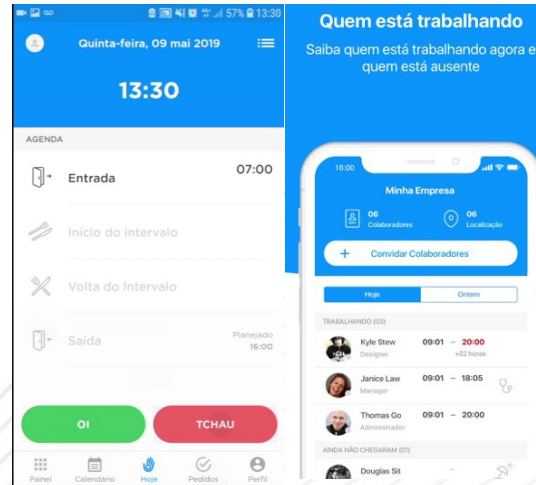 57% 13:30
Quinta-feira, 09 mai 2019
13:30
AGENDA
Entrada 07:00
Início do intervalo
Volta do Intervalo
Saída Planejado 16:00
OI TCHAU
Painel Calendário Hoje Pedidos Perfil
Quem está trabalhando
Saiba quem está trabalhando agora e
quem está ausente
16:00
Minha Empresa
06 Colaboradores 06 Localização
+ Convidar Colaboradores
Hoje Ontem
TRABALHANDO (03)
Kyle Stew 09:01 – 20:00
Designer +02 horas
Janice Law 09:01 – 18:05
Manager
Thomas Go 09:01 – 20:00
Administrador
AINDA NÃO CHEGARAM (01)
Douglas Sit –